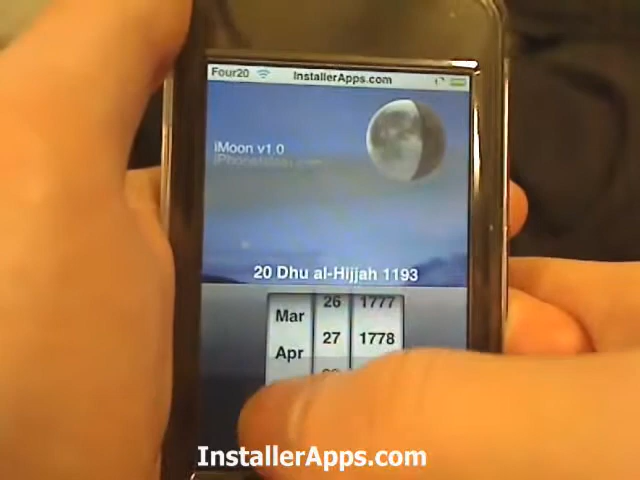 Four20 InstallerApps.com
iMoon v1.0
20 Dhu al-Hijjah 1193
26 1777
Mar
27 1778
Apr
InstallerApps.com